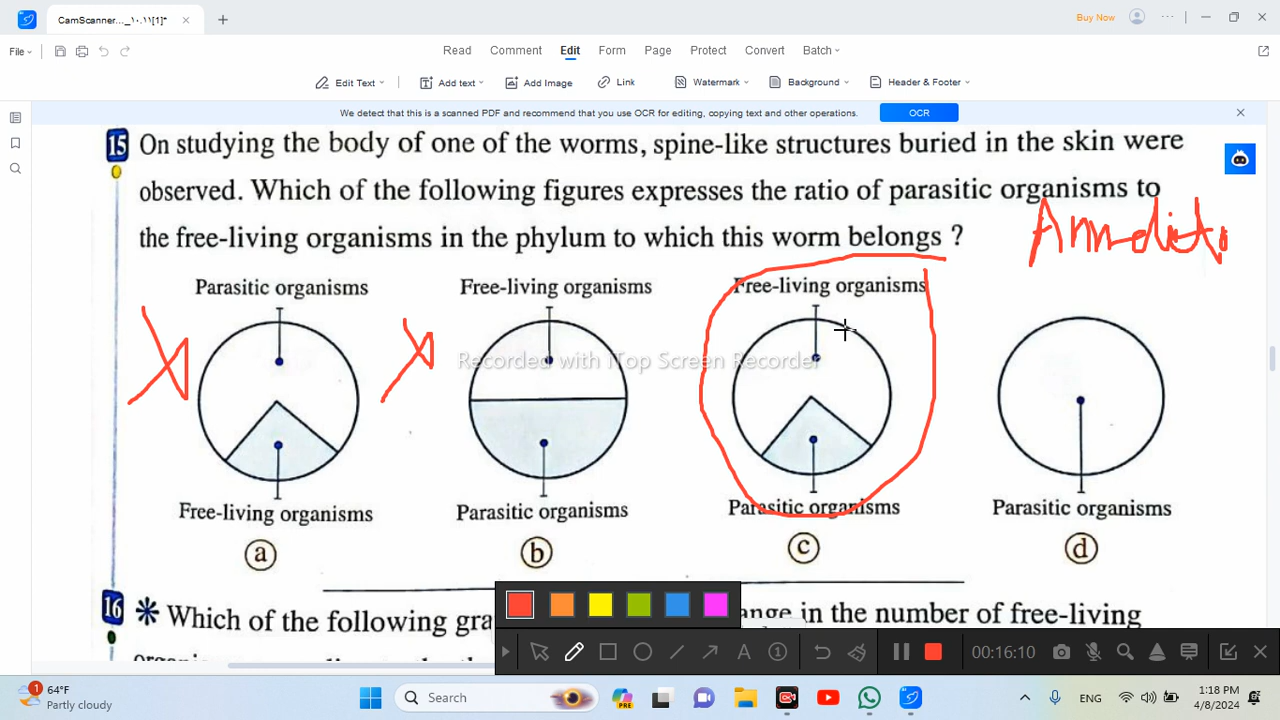 CamScanner..._\.\\[1]*
Buy Now
File
Read Comment Edit Form Page Protect Convert Batch
Edit Text Add text Add Image Link Watermark Background Header & Footer
We detect that this is a scanned PDF and recommend that you use OCR for editing, copying text and other operations. OCR
15 On studying the body of one of the worms, spine-like structures buried in the skin were
observed. Which of the following figures expresses the ratio of parasitic organisms to
the free-living organisms in the phylum to which this worm belongs ?
Parasitic organisms Free-living organisms Free-living organisms
Recorded with iTop Screen Recorder
Free-living organisms Parasitic organisms Parasitic organisms Parasitic organisms
a b c d
16 * Which of the following gra ange in the number of free-living
00:16:10
64°F
Partly cloudy
Search
PRE
ENG
1:18 PM
4/8/2024